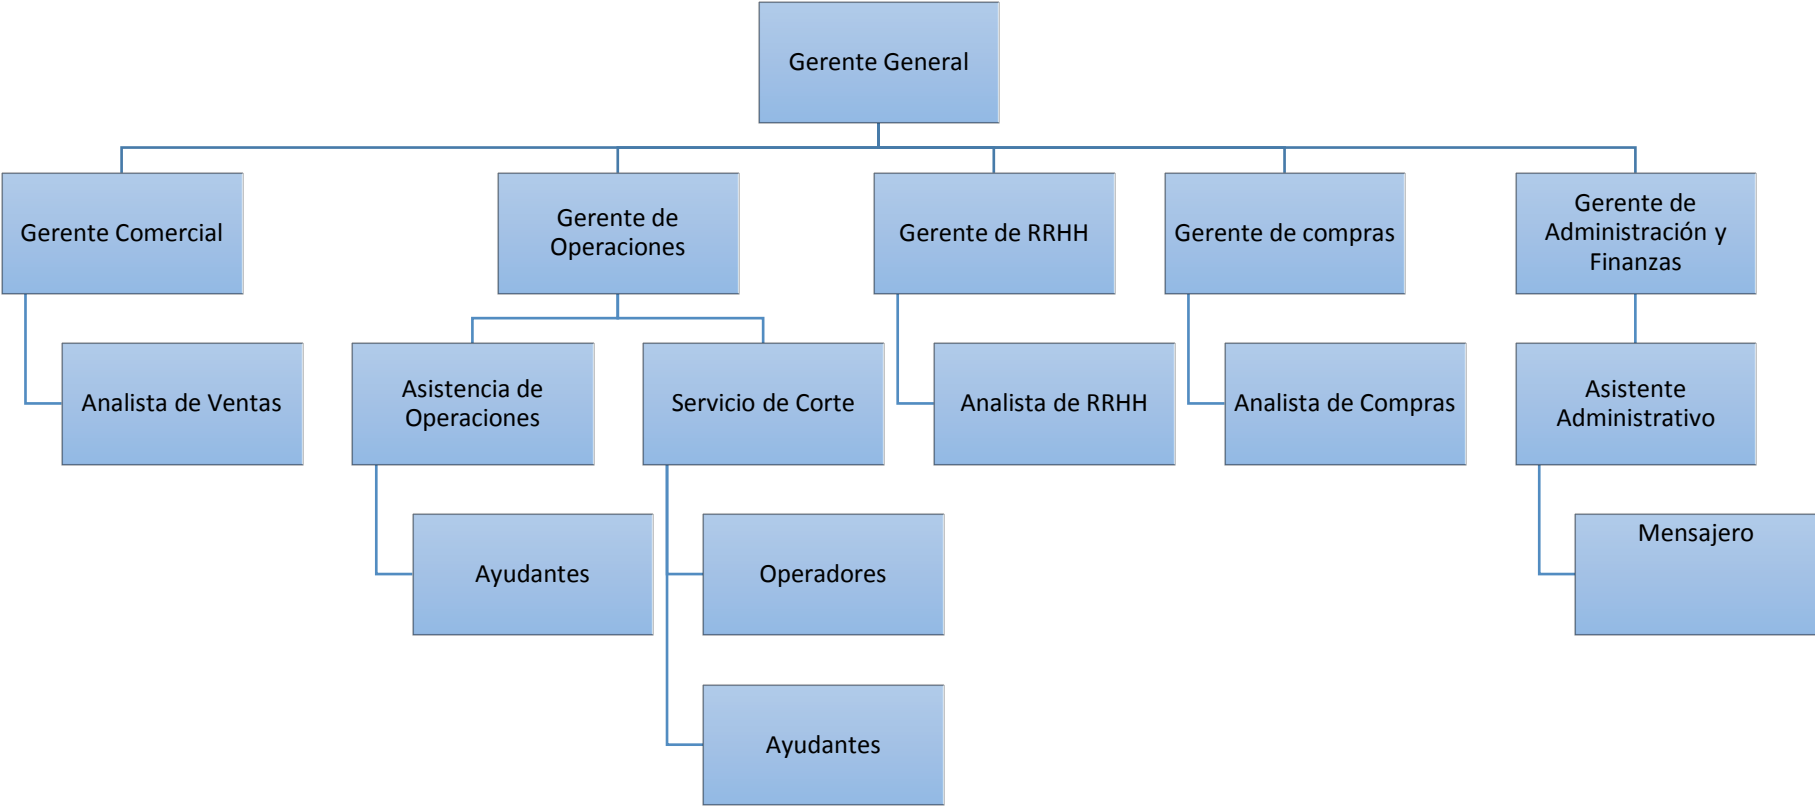 Gerente General
Gerente Comercial
Gerente de
Operaciones
Gerente de RRHH
Gerente de compras
Gerente de
Administración y
Finanzas
Analista de Ventas
Asistencia de
Operaciones
Servicio de Corte
Analista de RRHH
Analista de Compras
Asistente
Administrativo
Ayudantes
Operadores
Mensajero
Ayudantes